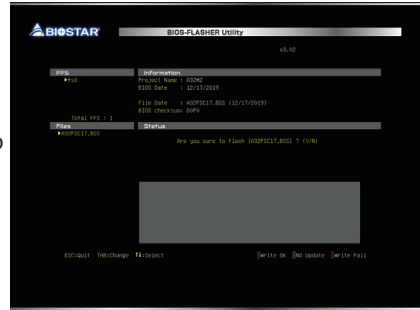 BIOSTAR
BIOS-FLASHER Utility
v3.02
FPS
fs0
Total FPS : 1
Information
Project Name : A32M2
BIOS Date : 12/17/2019
File Date : A32FSC17.BSS (12/17/2019)
BIOS checksum: D0F0
Files
A32FSC17.BSS
Status
Are you sure to flash [A32FSC17.BSS] ? (Y/N)
ESC:Quit TAB:Change ↑↓:Select
Write OK NO Update Write Fail